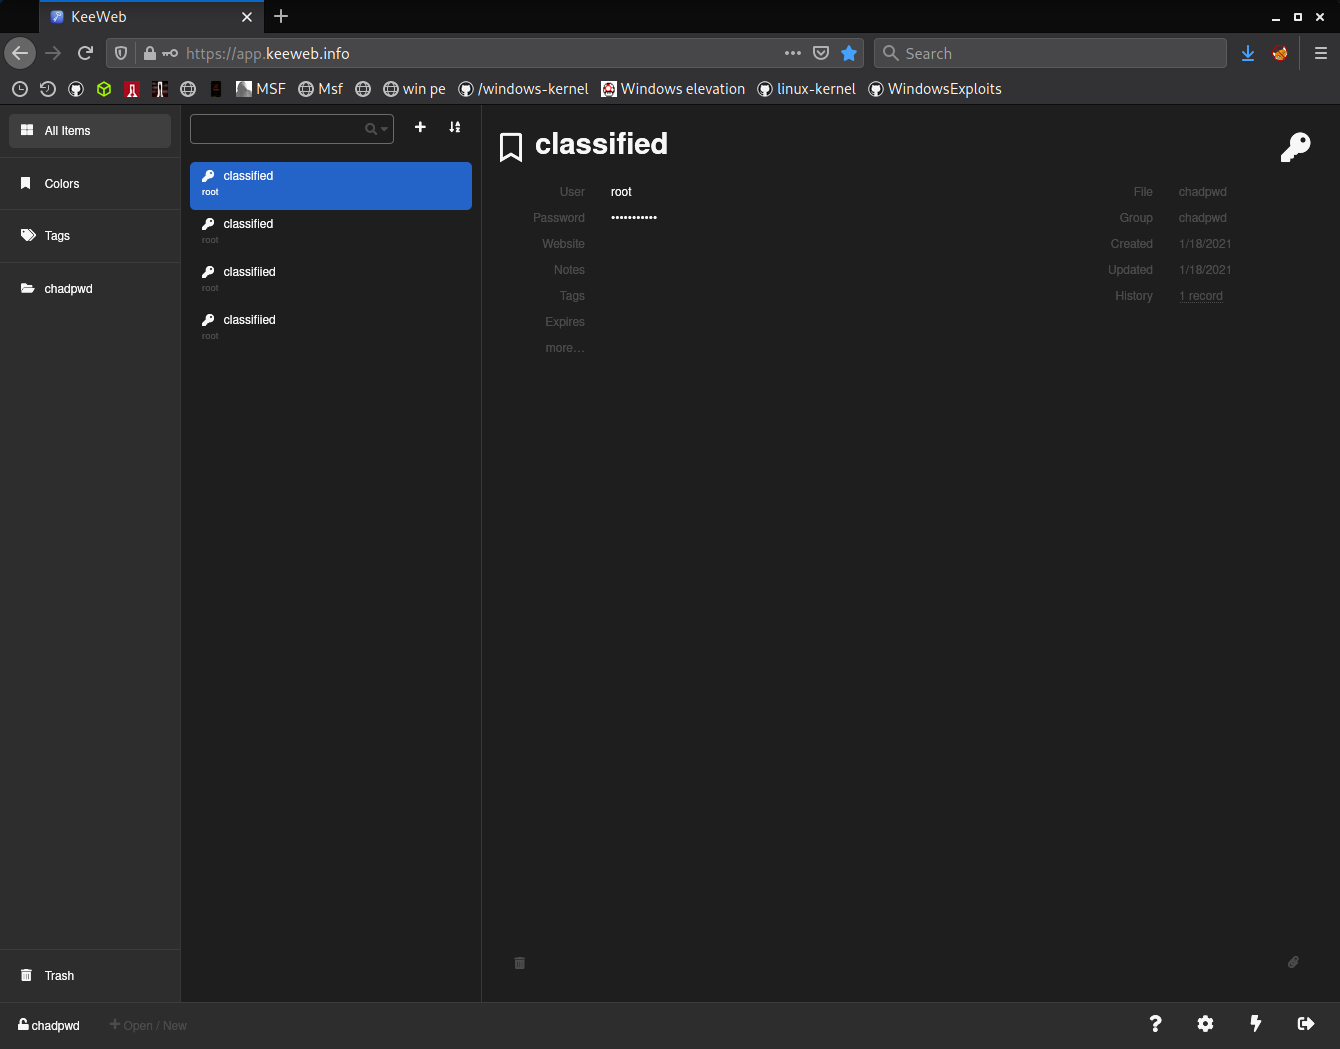 KeeWeb
https://app.keeweb.info
Search
MSF Msf win pe /windows-kernel Windows elevation linux-kernel WindowsExploits
All Items
Colors
Tags
chadpwd
classified
root
classified
root
classifiied
root
classifiied
root
classified
User root
Password •••••••••••
Website
Notes
Tags
Expires
more…
File chadpwd
Group chadpwd
Created 1/18/2021
Updated 1/18/2021
History 1 record
Trash
chadpwd
Open / New